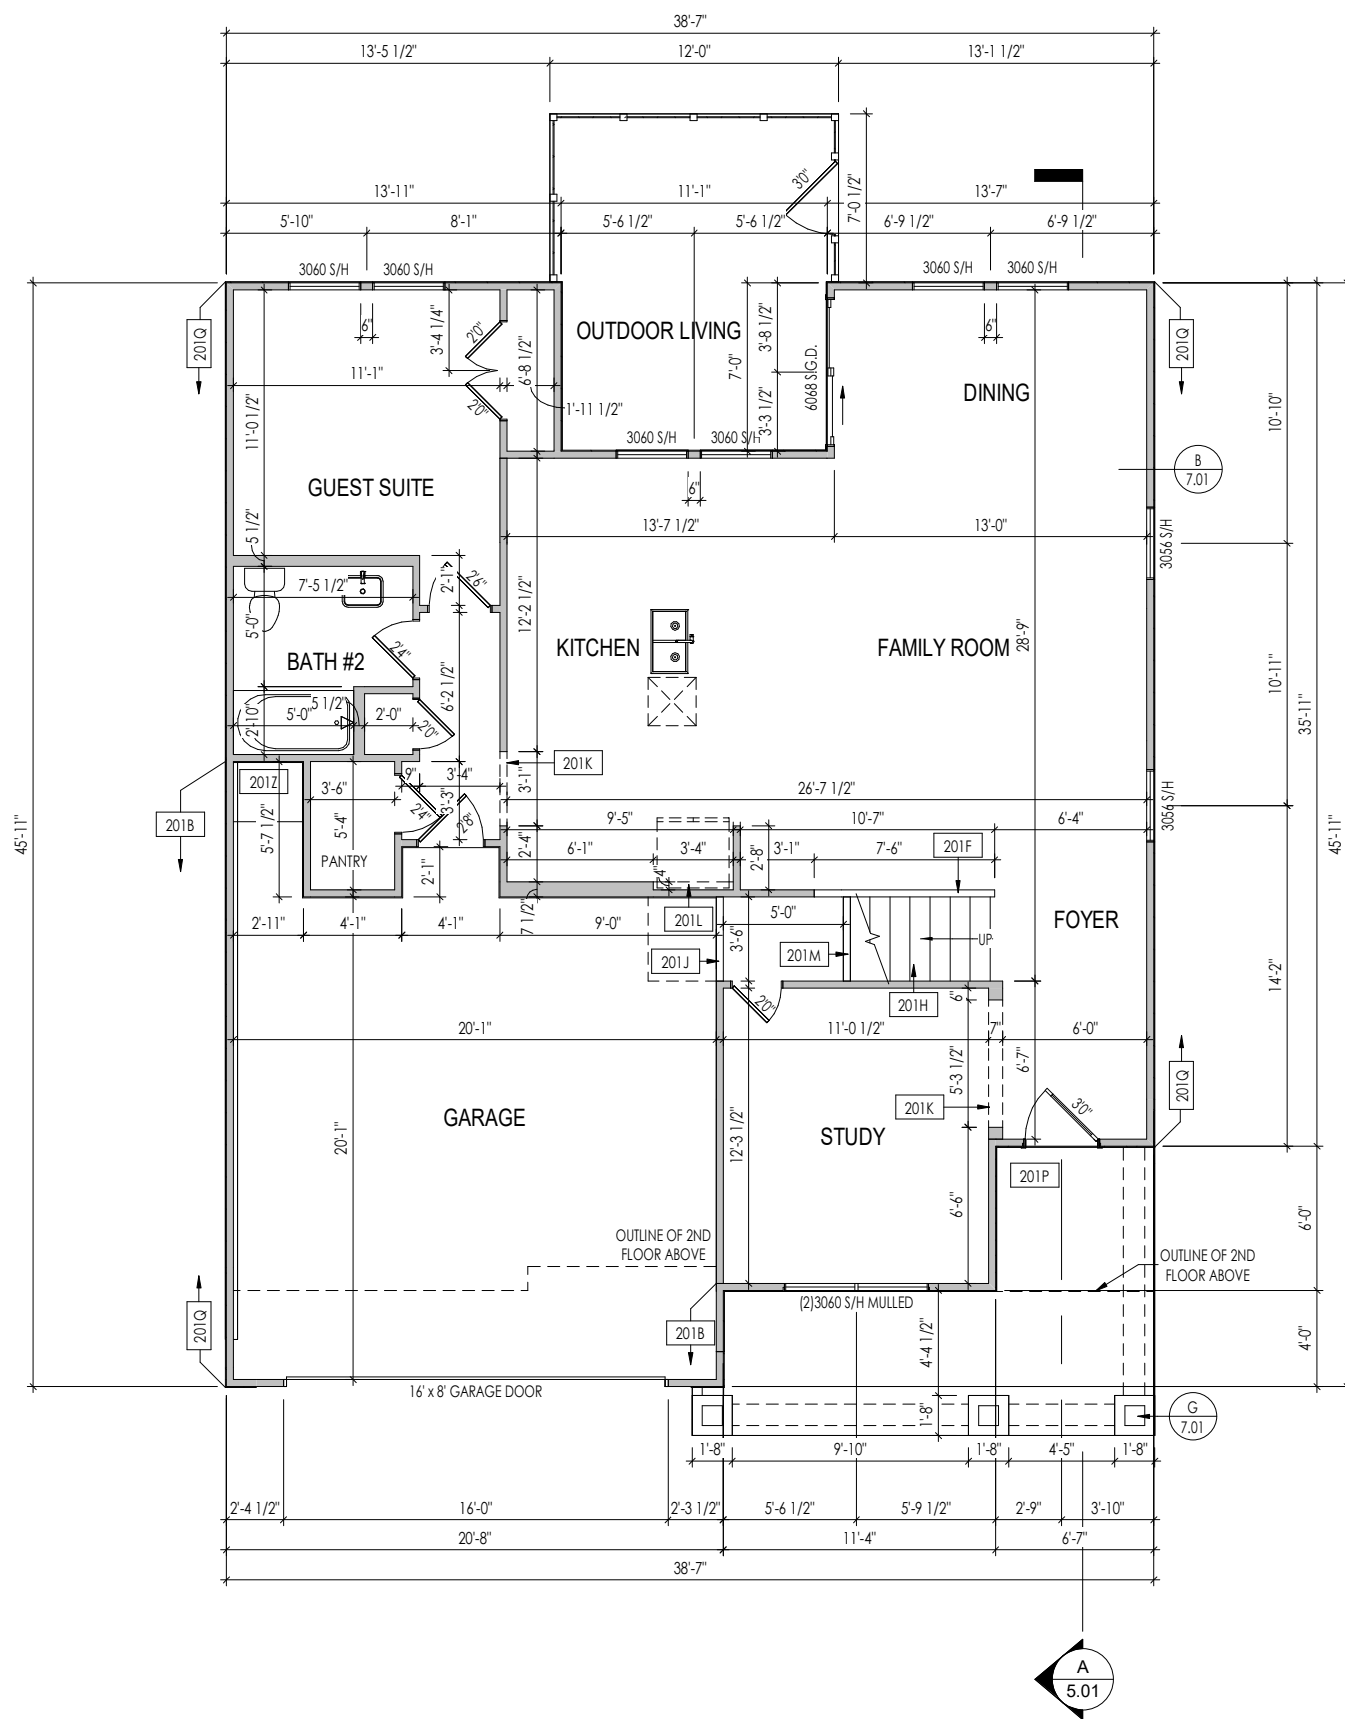 38'-7"
13'-5 1/2"
12'-0"
13'-1 1/2"
13'-11"
11'-1"
13'-7"
3'0"
7'-0 1/2"
5'-10"
8'-1"
5'-6 1/2"
5'-6 1/2"
6'-9 1/2"
6'-9 1/2"
3060 S/H
3060 S/H
3060 S/H
3060 S/H
201Q
6"
3'-4 1/4"
2'0"
6'-8 1/2"
OUTDOOR LIVING
7'-0"
3'-8 1/2"
6068 S.G.D.
6"
201Q
11'-1"
2'0"
1'-11 1/2"
DINING
3'-3 1/2"
11'-0 1/2"
3060 S/H
3060 S/H
10'-10"
GUEST SUITE
6"
B
7.01
5 1/2"
13'-7 1/2"
13'-0"
3056 S/H
7'-5 1/2"
2'-1"
2'6"
12'-2 1/2"
5'-0"
BATH #2
2'4"
KITCHEN
FAMILY ROOM
28'-9"
6'-2 1/2"
10'-11"
35'-11"
2'-10"
5'-0"
5 1/2"
2'-0"
2'0"
201Z
9"
3'-4"
201K
3'-1"
3'-6"
3'-3"
26'-7 1/2"
3056 S/H
45'-11"
201B
5'-7 1/2"
5'-4"
2'4"
2'8"
9'-5"
10'-7"
6'-4"
45'-11"
PANTRY
2'-1"
2'-4"
6'-1"
3'-4"
2'-8"
3'-1"
7'-6"
201F
2'-11"
4'-1"
4'-1"
7 1/2"
9'-0"
201L
3'-6"
5'-0"
FOYER
UP
201J
201M
201H
14'-2"
2'0"
6"
20'-1"
11'-0 1/2"
7"
6'-0"
5'-3 1/2"
6'-7"
201K
3'0"
201Q
GARAGE
20'-1"
12'-3 1/2"
STUDY
201P
6'-6"
6'-0"
OUTLINE OF 2ND
FLOOR ABOVE
OUTLINE OF 2ND
FLOOR ABOVE
201Q
(2)3060 S/H MULLED
201B
4'-4 1/2"
4'-0"
16' x 8' GARAGE DOOR
1'-8"
G
7.01
1'-8"
9'-10"
1'-8"
4'-5"
1'-8"
2'-4 1/2"
16'-0"
2'-3 1/2"
5'-6 1/2"
5'-9 1/2"
2'-9"
3'-10"
20'-8"
11'-4"
6'-7"
38'-7"
A
5.01